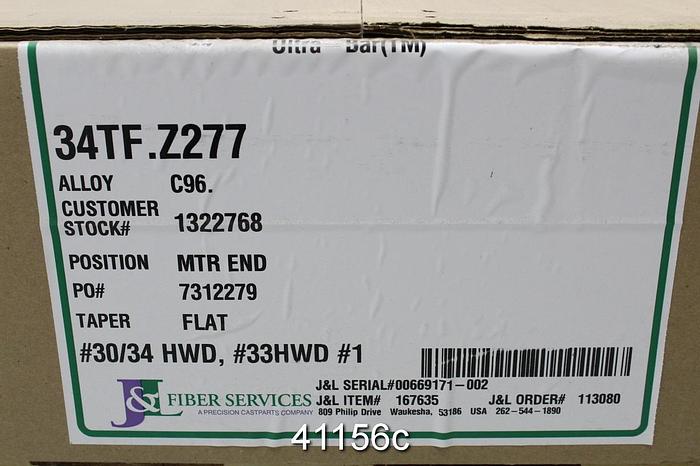 Ultra Bar(TM)
34TF.Z277
ALLOY C96.
CUSTOMER STOCK# 1322768
POSITION MTR END
PO# 7312279
TAPER FLAT
#30/34 HWD, #33HWD #1
J&L SERIAL#00669171-002
J&L FIBER SERVICES J&L ITEM# 167635 J&L ORDER# 113080
A PRECISION CASTPARTS COMPANY 809 Philip Drive Waukesha, 53186 USA 262-544-1890
41156c